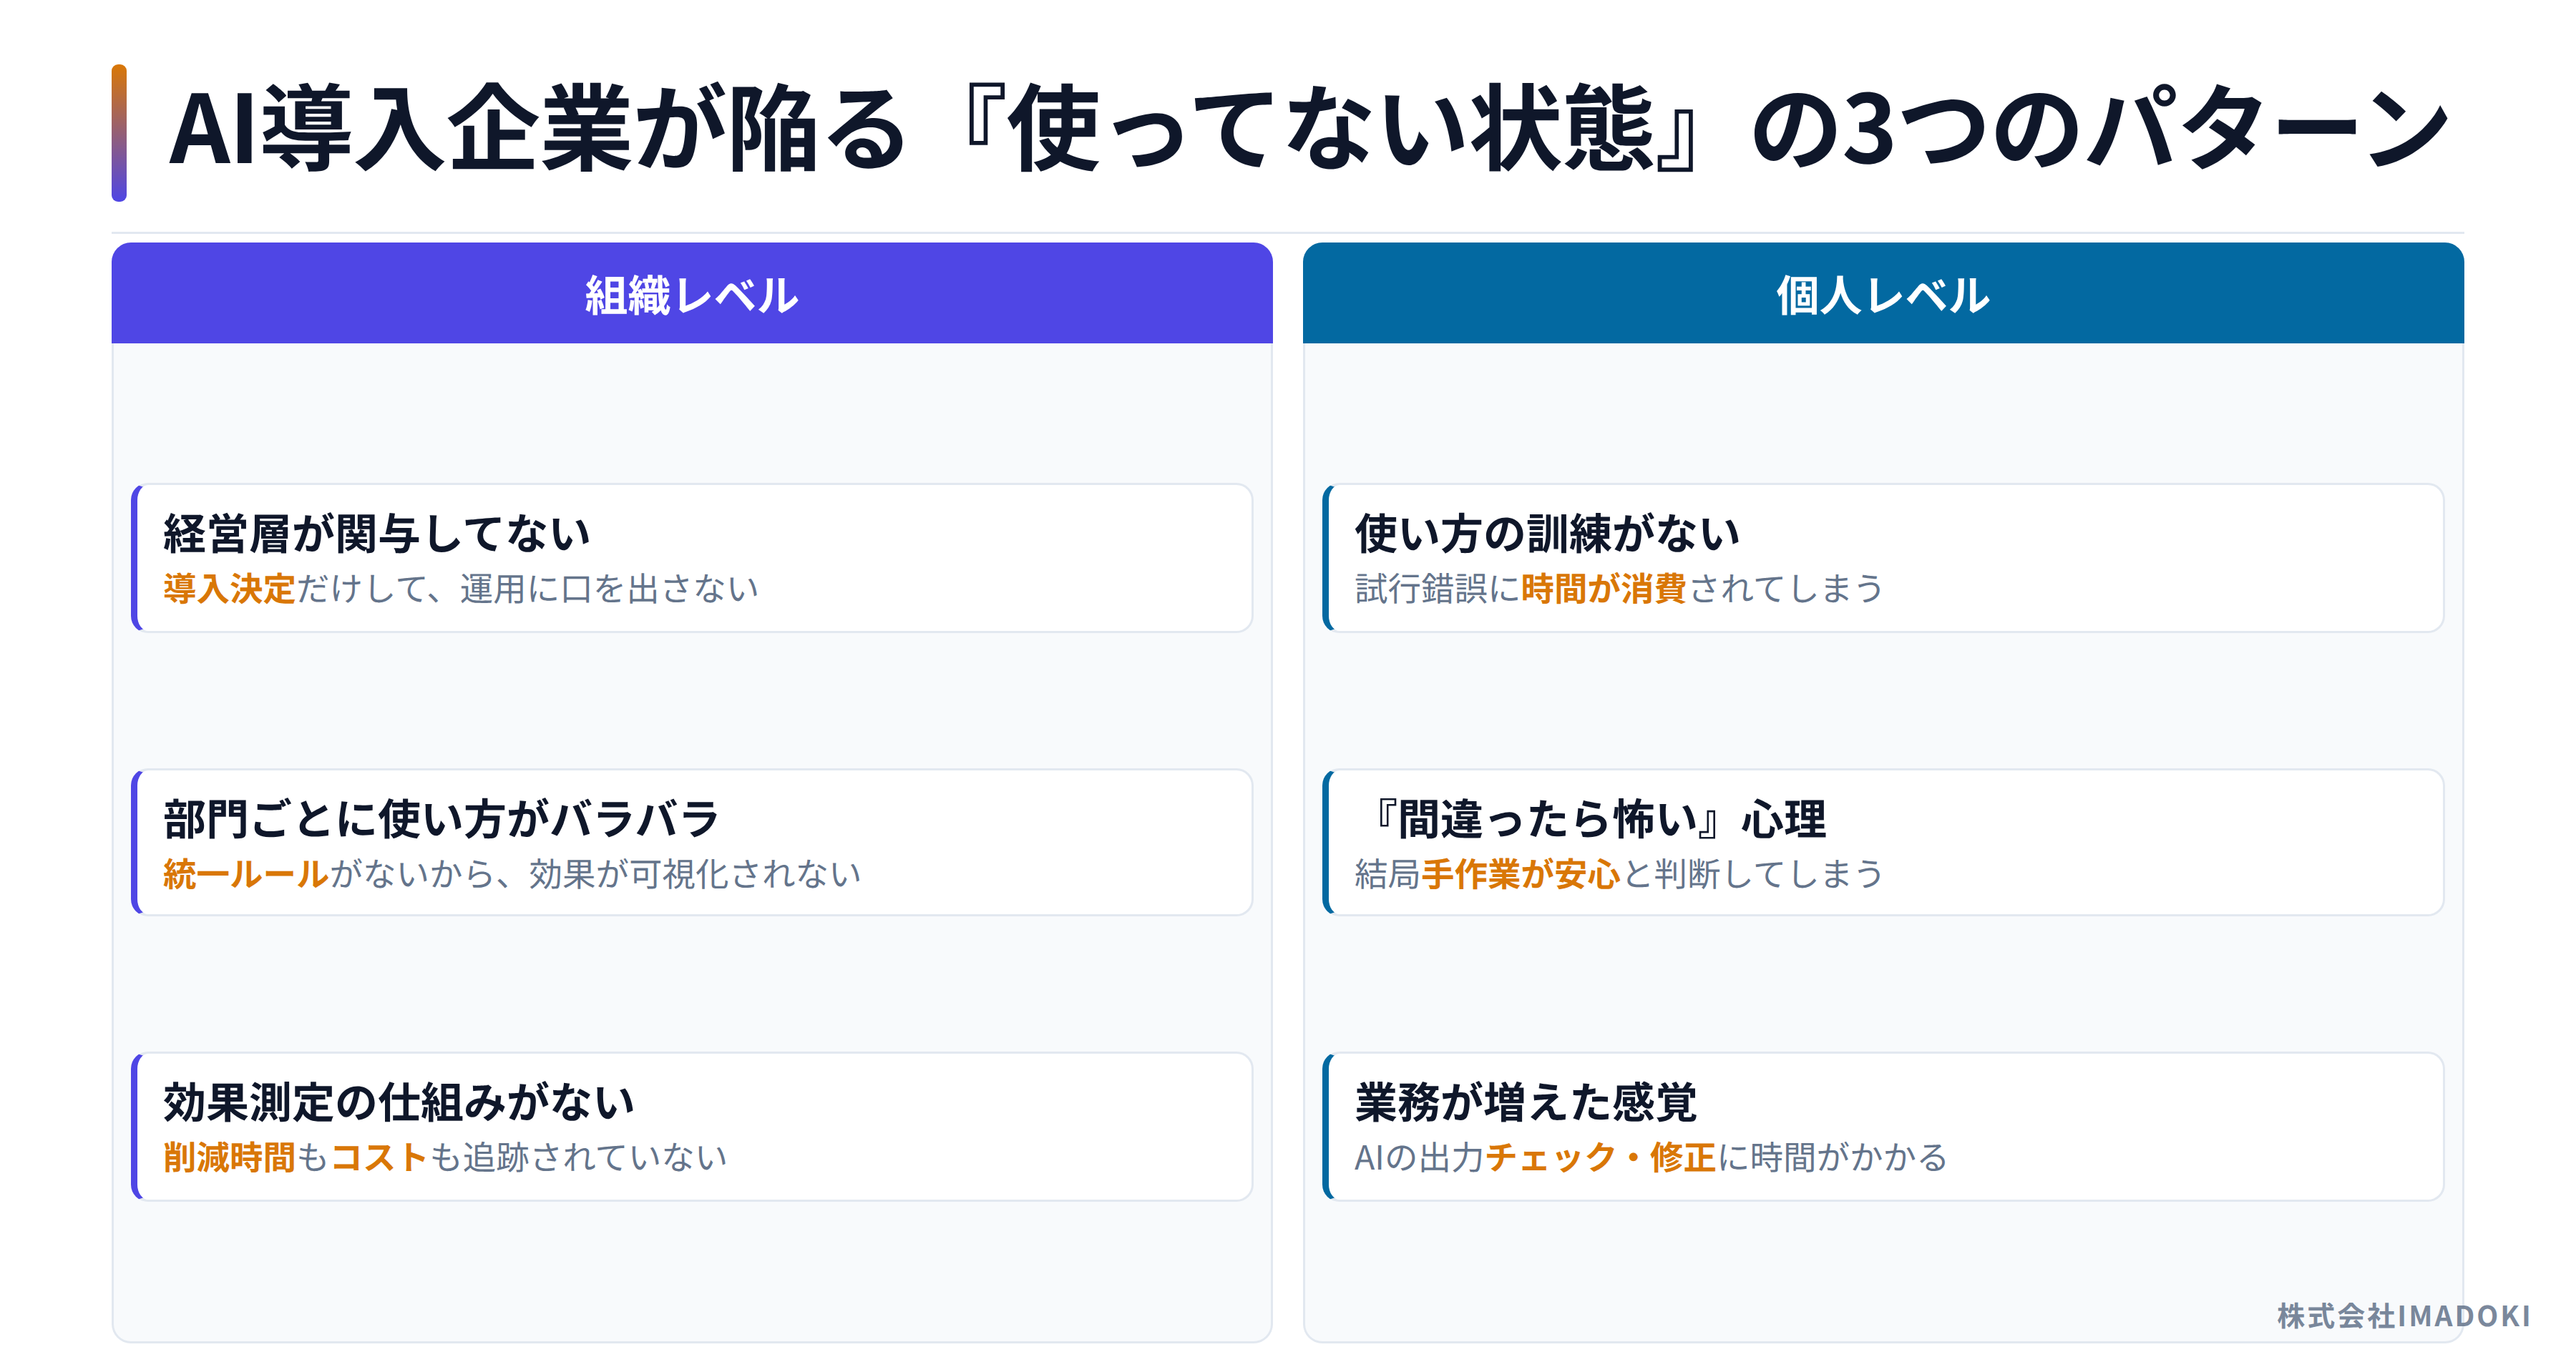 AI導入企業が陥る『使ってない状態』の3つのパターン
組織レベル
経営層が関与してない
導入決定だけして、運用に口を出さない
部門ごとに使い方がバラバラ
統一ルールがないから、効果が可視化されない
効果測定の仕組みがない
削減時間もコストも追跡されていない
個人レベル
使い方の訓練がない
試行錯誤に時間が消費されてしまう
『間違ったら怖い』心理
結局手作業が安心と判断してしまう
業務が増えた感覚
AIの出力チェック・修正に時間がかかる
株式会社IMADOKI